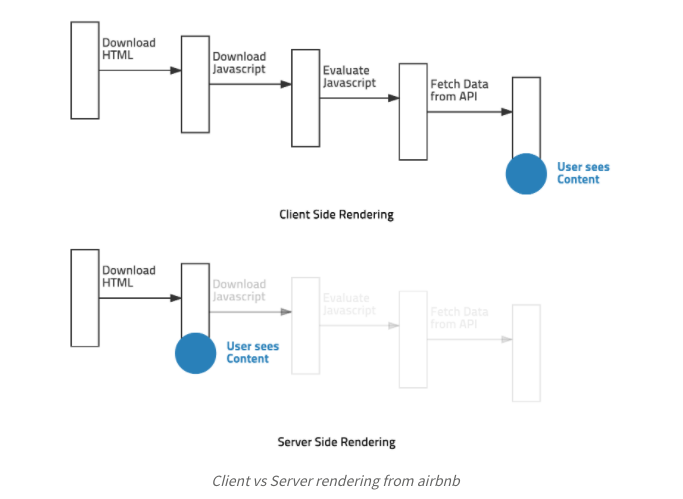 Download
HTML
Download
Javascript
Evaluate
Javascript
Fetch Data
from API
User sees
Content
Client Side Rendering
Download
HTML
Download
Javascript
Evaluate
Javascript
Fetch Data
from API
User sees
Content
Server Side Rendering
Client vs Server rendering from airbnb